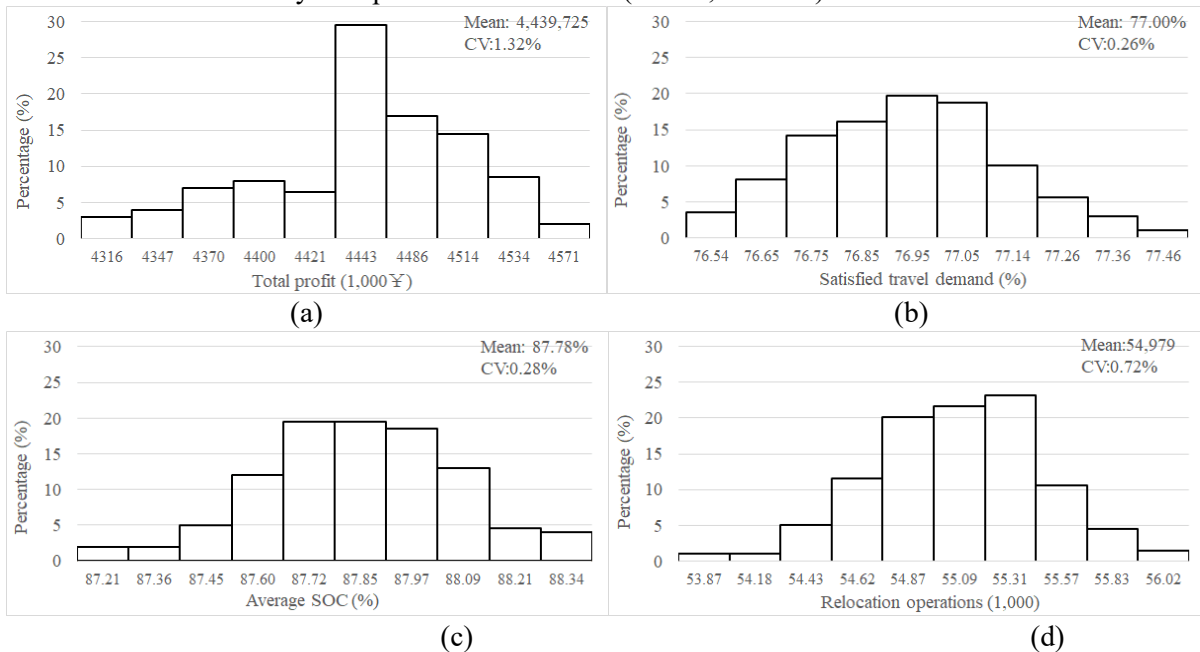 30
Mean: 4,439,725
CV:1.32%
25
20
15
10
5
0
Percentage (%)
4316 4347 4370 4400 4421 4443 4486 4514 4534 4571
Total profit (1,000￥)
(a)
30
Mean: 77.00%
CV:0.26%
25
20
15
10
5
0
Percentage (%)
76.54 76.65 76.75 76.85 76.95 77.05 77.14 77.26 77.36 77.46
Satisfied travel demand (%)
(b)
30
Mean: 87.78%
CV:0.28%
25
20
15
10
5
0
Percentage (%)
87.21 87.36 87.45 87.60 87.72 87.85 87.97 88.09 88.21 88.34
Average SOC (%)
(c)
30
Mean:54,979
CV:0.72%
25
20
15
10
5
0
Percentage (%)
53.87 54.18 54.43 54.62 54.87 55.09 55.31 55.57 55.83 56.02
Relocation operations (1,000)
(d)